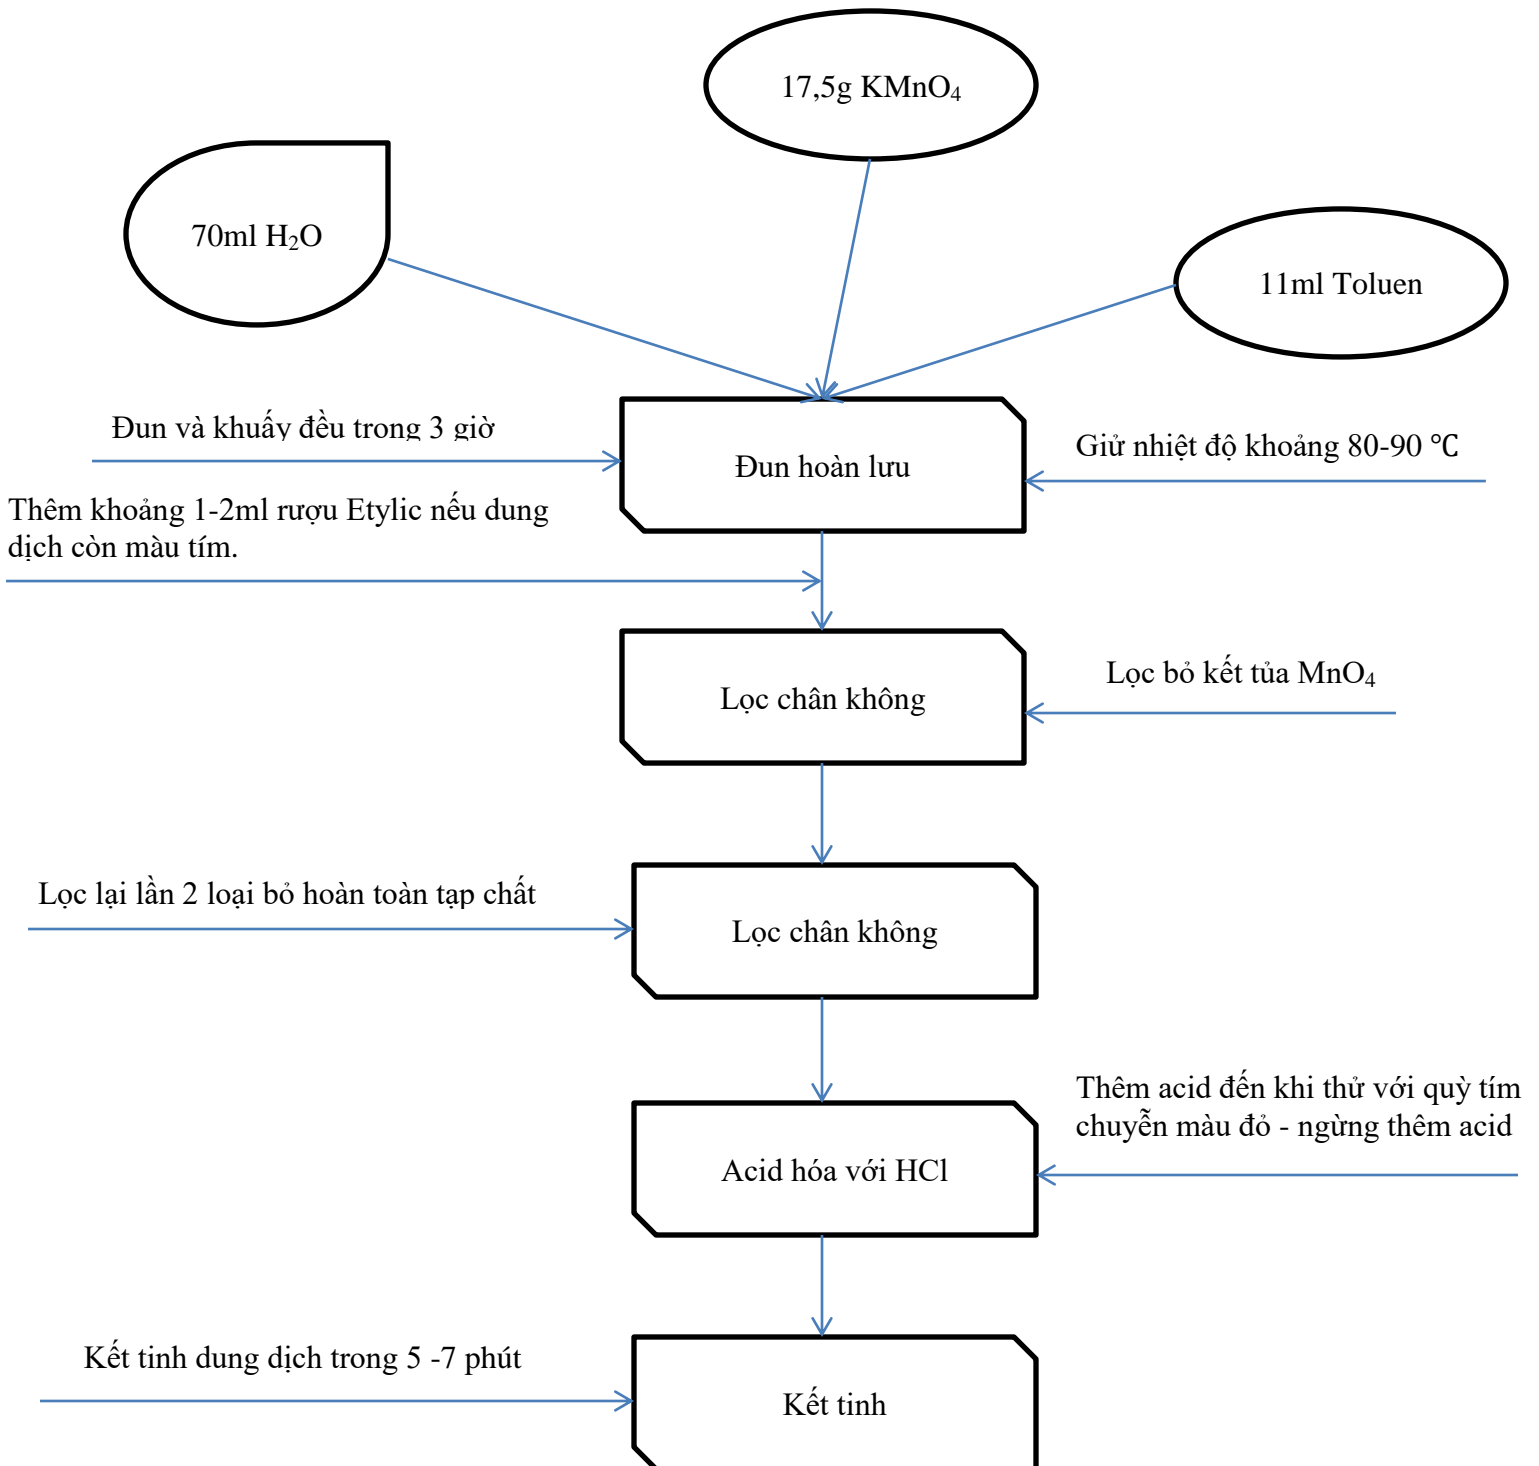 17,5g KMnO₄
70ml H₂O
11ml Toluen
Đun và khuấy đều trong 3 giờ
Đun hoàn lưu
Giử nhiệt độ khoảng 80-90 ℃
Thêm khoảng 1-2ml rượu Etylic nếu dung
dịch còn màu tím.
Lọc chân không
Lọc bỏ kết tủa MnO₄
Lọc lại lần 2 loại bỏ hoàn toàn tạp chất
Lọc chân không
Thêm acid đến khi thử với quỳ tím
chuyễn màu đỏ - ngừng thêm acid
Acid hóa với HCl
Kết tinh dung dịch trong 5 -7 phút
Kết tinh